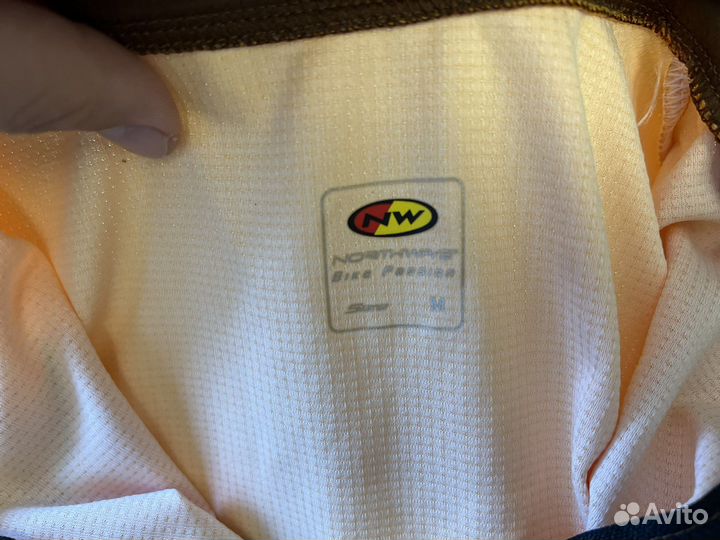 NW
NORTHWAVE
BIKE PASSION
Size M
Avito